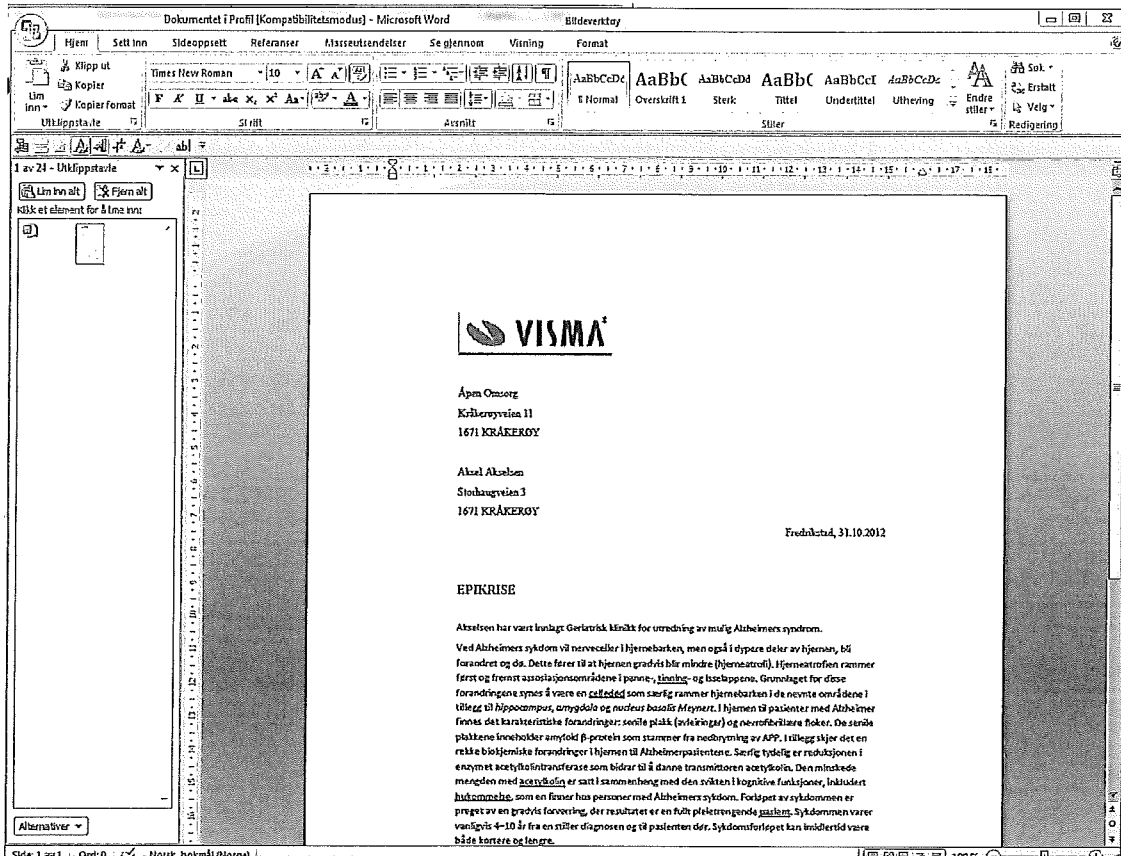 Dokumentet i Profil [Kompatibilitetsmodus] - Microsoft Word
Bildeverktøy
Hjem Sett inn Sideoppsett Referanser Masseutsendelser Se gjennom Visning Format
Klipp ut
Kopier
Kopier format
Lim inn
Utklippstavle
Times New Roman 10
Skrift
Avsnitt
AaBbCcDc AaBbC AaBbCcDd AaBbC AaBbCcI AaBbCcDc
¶ Normal Overskrift 1 Sterk Tittel Undertittel Utheving
Endre stiler
Stiler
Søk
Erstatt
Velg
Redigering
1 av 24 - Utklippstavle
Lim inn alt Fjern alt
Klikk et element for å lime inn:
VISMA
Åpen Omsorg
Kråkerøyveien 11
1671 KRÅKERØY
Aksel Akselsen
Storhaugveien 3
1671 KRÅKERØY
Fredrikstad, 31.10.2012
EPIKRISE
Akselsen har vært innlagt Geriatrisk klinikk for utredning av mulig Alzheimers syndrom.
Ved Alzheimers sykdom vil nerveceller i hjernebarken, men også i dypere deler av hjernen, bli
forandret og dø. Dette fører til at hjernen gradvis blir mindre (hjerneatrofi). Hjerneatrofien rammer
først og fremst assosiasjonsområdene i panne-, tinning- og isselappene. Grunnlaget for disse
forandringene synes å være en celledød som særlig rammer hjernebarken i de nevnte områdene i
tillegg til hippocampus, amygdala og nucleus basalis Meynert. I hjernen til pasienter med Alzheimer
finnes det karakteristiske forandringer: senile plakk (avleiringer) og nevrofibrillære floker. De senile
plakkene inneholder amyloid β-protein som stammer fra nedbrytning av APP. I tillegg skjer det en
rekke biokjemiske forandringer i hjernen til Alzheimerpasientene. Særlig tydelig er reduksjonen i
enzymet acetylkolintransferase som bidrar til å danne transmittoren acetylkolin. Den minskede
mengden med acetylkolin er satt i sammenheng med den svikten i kognitive funksjoner, inkludert
hukommelse, som en finner hos personer med Alzheimers sykdom. Forløpet av sykdommen er
preget av en gradvis forverring, der resultatet er en fullt pleietrengende pasient. Sykdommen varer
vanligvis 4–10 år fra en stiller diagnosen og til pasienten dør. Sykdomsforløpet kan imidlertid være
både kortere og lengre.
Alternativer
Side: 1 av 1 Ord: 0 Norsk, bokmål (Norge) 100 %